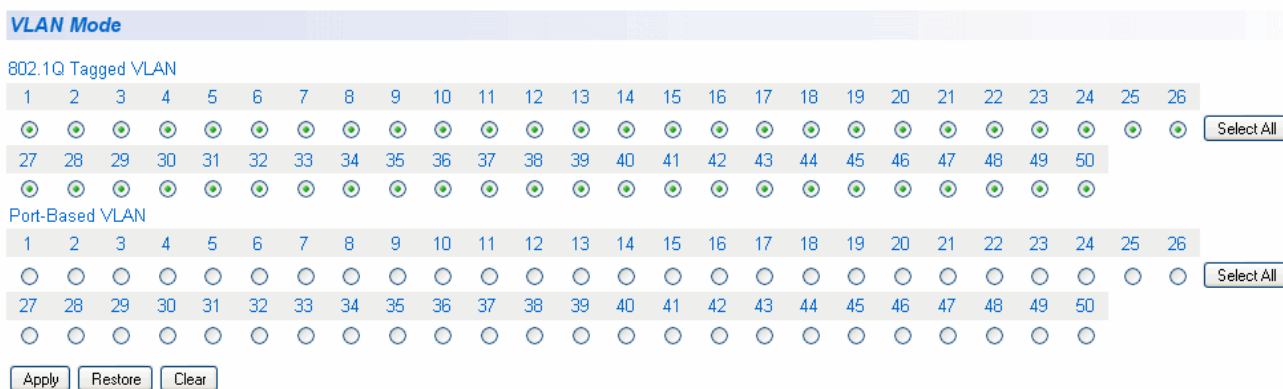 VLAN Mode
802.1Q Tagged VLAN
1 2 3 4 5 6 7 8 9 10 11 12 13 14 15 16 17 18 19 20 21 22 23 24 25 26
Select All
27 28 29 30 31 32 33 34 35 36 37 38 39 40 41 42 43 44 45 46 47 48 49 50
Port-Based VLAN
1 2 3 4 5 6 7 8 9 10 11 12 13 14 15 16 17 18 19 20 21 22 23 24 25 26
Select All
27 28 29 30 31 32 33 34 35 36 37 38 39 40 41 42 43 44 45 46 47 48 49 50
Apply Restore Clear